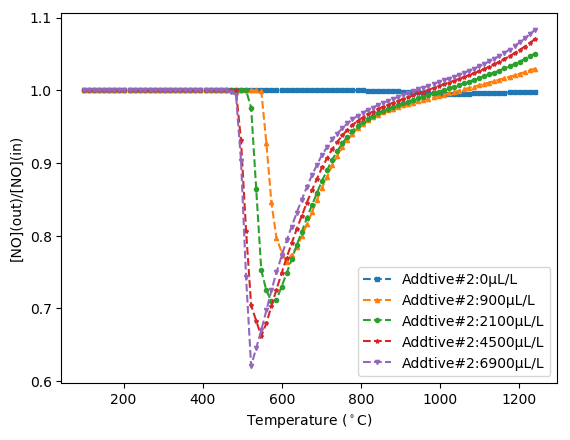 1.1
1.0
0.9
0.8
0.7
0.6
[NO](out)/[NO](in)
Addtive#2:0μL/L
Addtive#2:900μL/L
Addtive#2:2100μL/L
Addtive#2:4500μL/L
Addtive#2:6900μL/L
200 400 600 800 1000 1200
Temperature (°C)